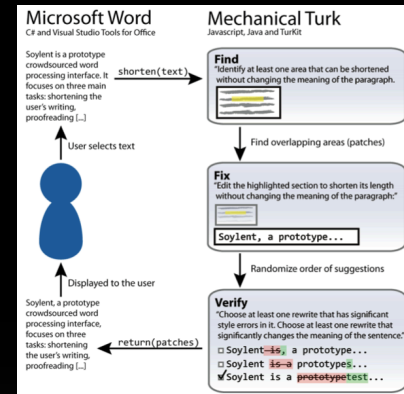 Microsoft Word
C# and Visual Studio Tools for Office
Soylent is a prototype
crowdsourced word
processing interface. It
focuses on three main
tasks: shortening the
user's writing,
proofreading [...]
User selects text
Displayed to the user
Soylent, a prototype
crowdsourced word
processing interface,
focuses on three
tasks: shortening
the user's writing,
proofreading [...]
shorten(text)
return(patches)
Mechanical Turk
Javascript, Java and TurKit
Find
"Identify at least one area that can be shortened
without changing the meaning of the paragraph.
Find overlapping areas (patches)
Fix
"Edit the highlighted section to shorten its length
without changing the meaning of the paragraph:"
Soylent, a prototype...
Randomize order of suggestions
Verify
"Choose at least one rewrite that has significant
style errors in it. Choose at least one rewrite that
significantly changes the meaning of the sentence."
Soylent is, a prototype...
Soylent is a prototypes...
Soylent is a prototypetest...